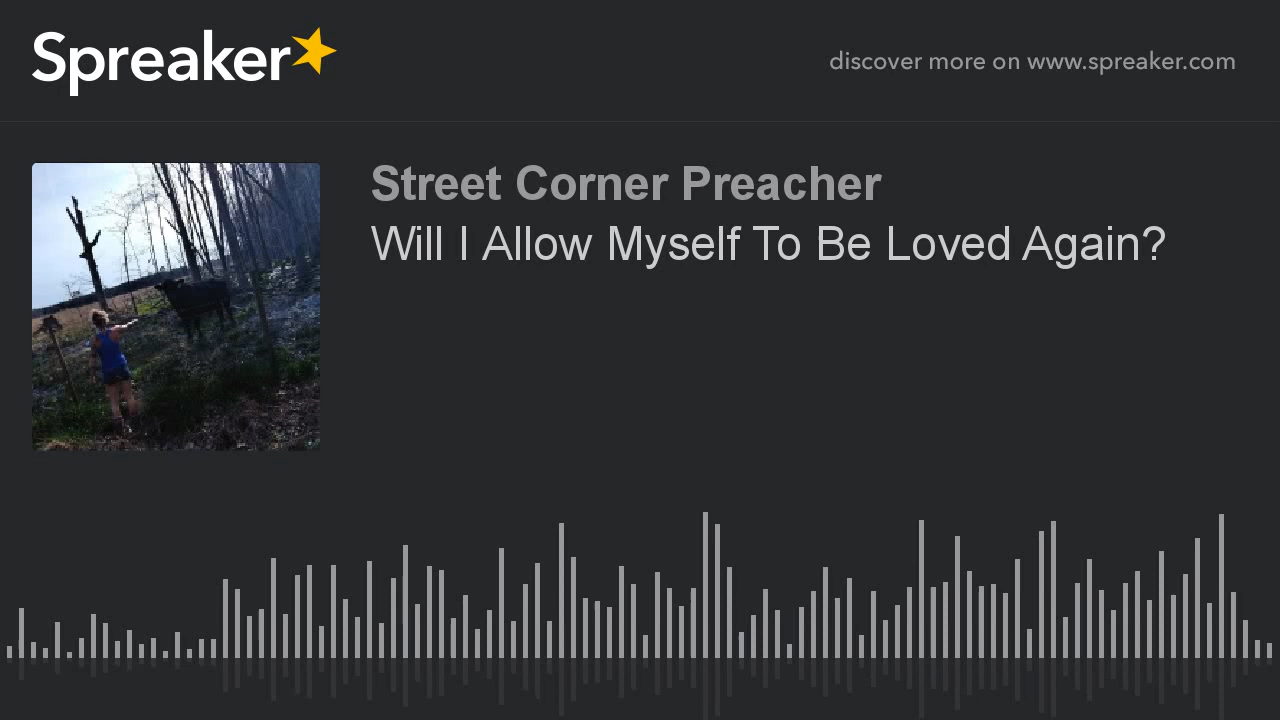 Spreaker
discover more on www.spreaker.com
Street Corner Preacher
Will I Allow Myself To Be Loved Again?